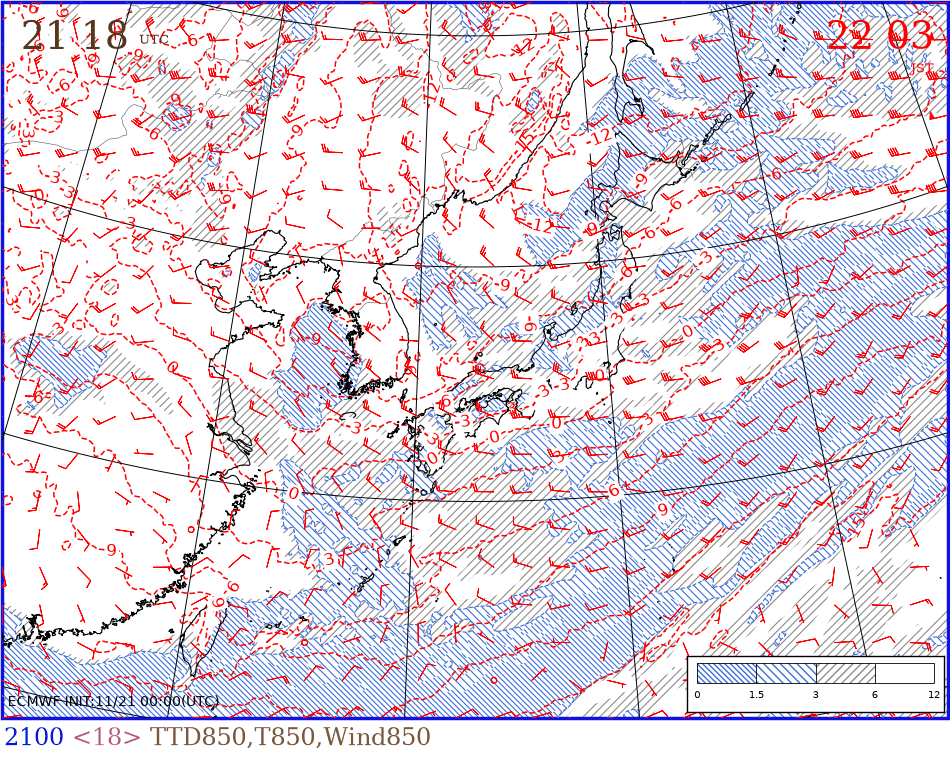 21 18 UTC
22 03
JST
ECMWF INIT:11/21 00:00(UTC)
0 1.5 3 6 12
2100 <18> TTD850,T850,Wind850